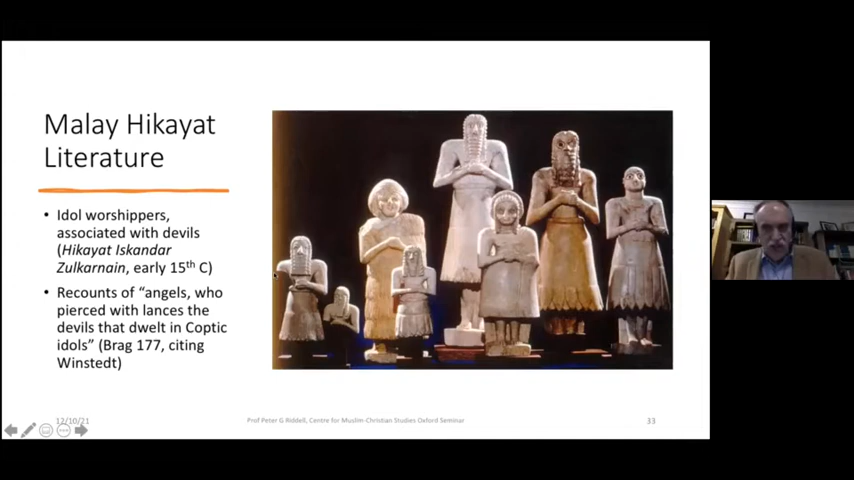 Malay Hikayat
Literature
• Idol worshippers,
associated with devils
(Hikayat Iskandar
Zulkarnain, early 15th C)
• Recounts of “angels, who
pierced with lances the
devils that dwelt in Coptic
idols” (Brag 177, citing
Winstedt)
12/10/21
Prof Peter G Riddell, Centre for Muslim-Christian Studies Oxford Seminar
33